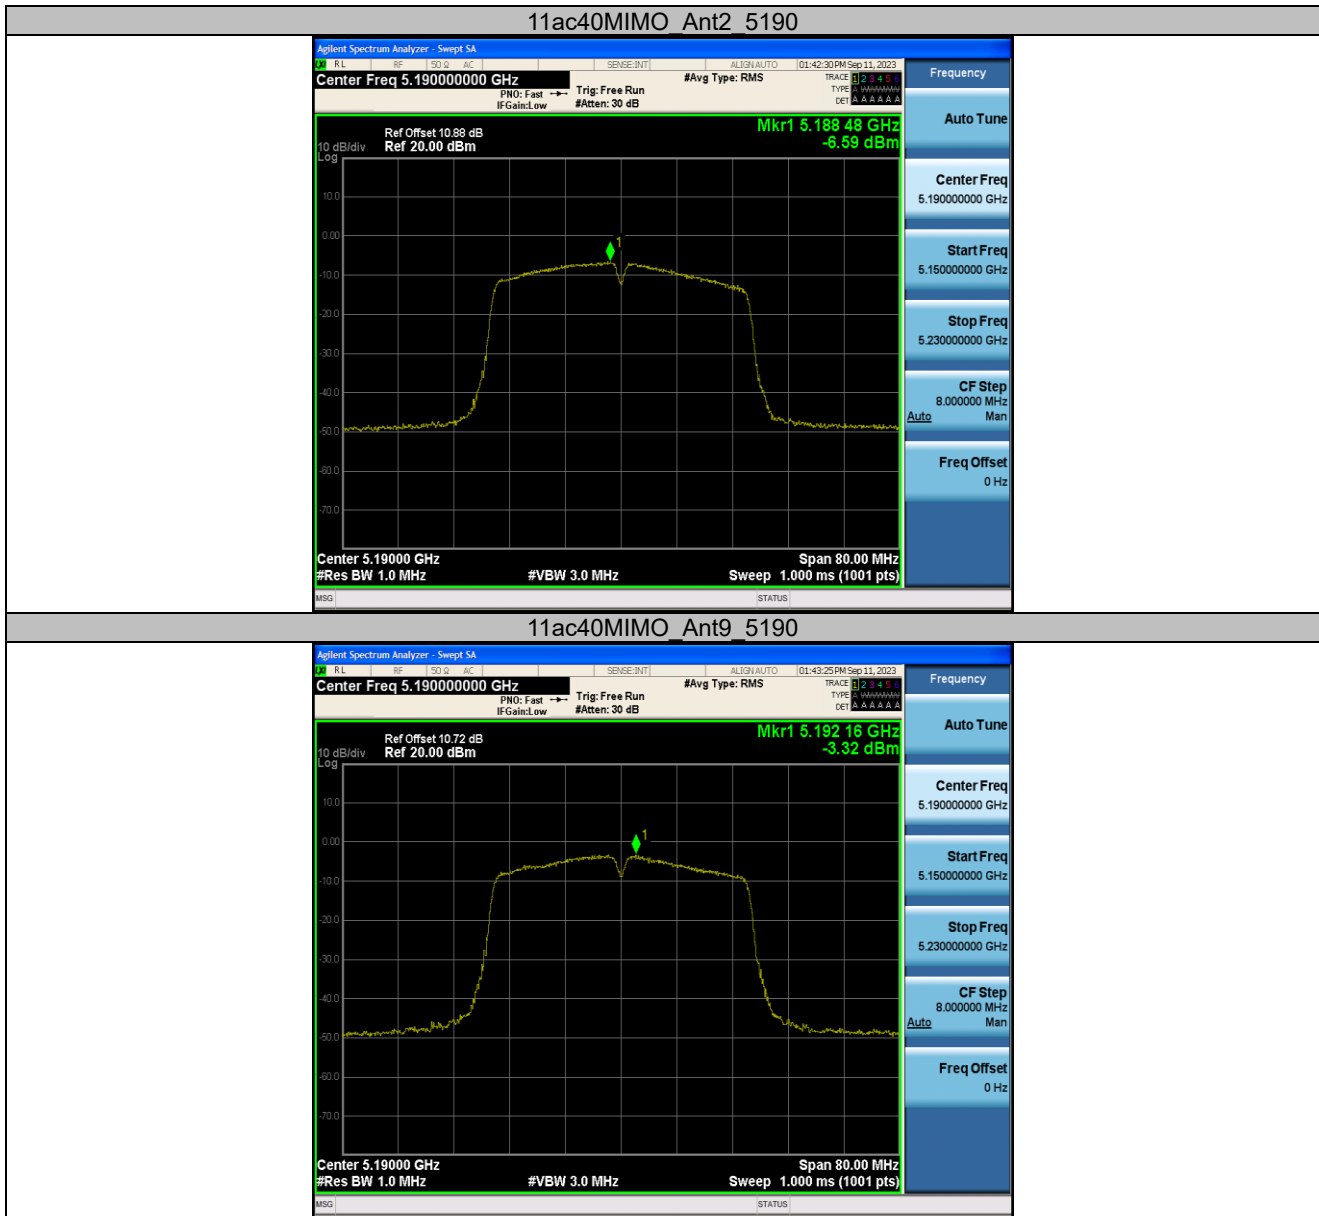 11ac40MIMO_Ant2_5190
Agilent Spectrum Analyzer - Swept SA
RL RF 50 Ω AC SENSE:INT ALIGNAUTO 01:42:30PM Sep 11, 2023
Center Freq 5.190000000 GHz
#Avg Type: RMS
PNO: Fast
IFGain:Low
Trig: Free Run
#Atten: 30 dB
TRACE 1 2 3 4 5 6
TYPE A WWWWW
DET A A A A A A
Mkr1 5.188 48 GHz
-6.59 dBm
Ref Offset 10.88 dB
10 dB/div Ref 20.00 dBm
Log
10.0
0.00
-10.0
-20.0
-30.0
-40.0
-50.0
-60.0
-70.0
1
Center 5.19000 GHz Span 80.00 MHz
#Res BW 1.0 MHz #VBW 3.0 MHz Sweep 1.000 ms (1001 pts)
MSG STATUS
Frequency
Auto Tune
Center Freq
5.190000000 GHz
Start Freq
5.150000000 GHz
Stop Freq
5.230000000 GHz
CF Step
8.000000 MHz
Auto Man
Freq Offset
0 Hz
11ac40MIMO_Ant9_5190
Agilent Spectrum Analyzer - Swept SA
RL RF 50 Ω AC SENSE:INT ALIGNAUTO 01:43:25PM Sep 11, 2023
Center Freq 5.190000000 GHz
#Avg Type: RMS
PNO: Fast
IFGain:Low
Trig: Free Run
#Atten: 30 dB
TRACE 1 2 3 4 5 6
TYPE A WWWWW
DET A A A A A A
Mkr1 5.192 16 GHz
-3.32 dBm
Ref Offset 10.72 dB
10 dB/div Ref 20.00 dBm
Log
10.0
0.00
-10.0
-20.0
-30.0
-40.0
-50.0
-60.0
-70.0
1
Center 5.19000 GHz Span 80.00 MHz
#Res BW 1.0 MHz #VBW 3.0 MHz Sweep 1.000 ms (1001 pts)
MSG STATUS
Frequency
Auto Tune
Center Freq
5.190000000 GHz
Start Freq
5.150000000 GHz
Stop Freq
5.230000000 GHz
CF Step
8.000000 MHz
Auto Man
Freq Offset
0 Hz